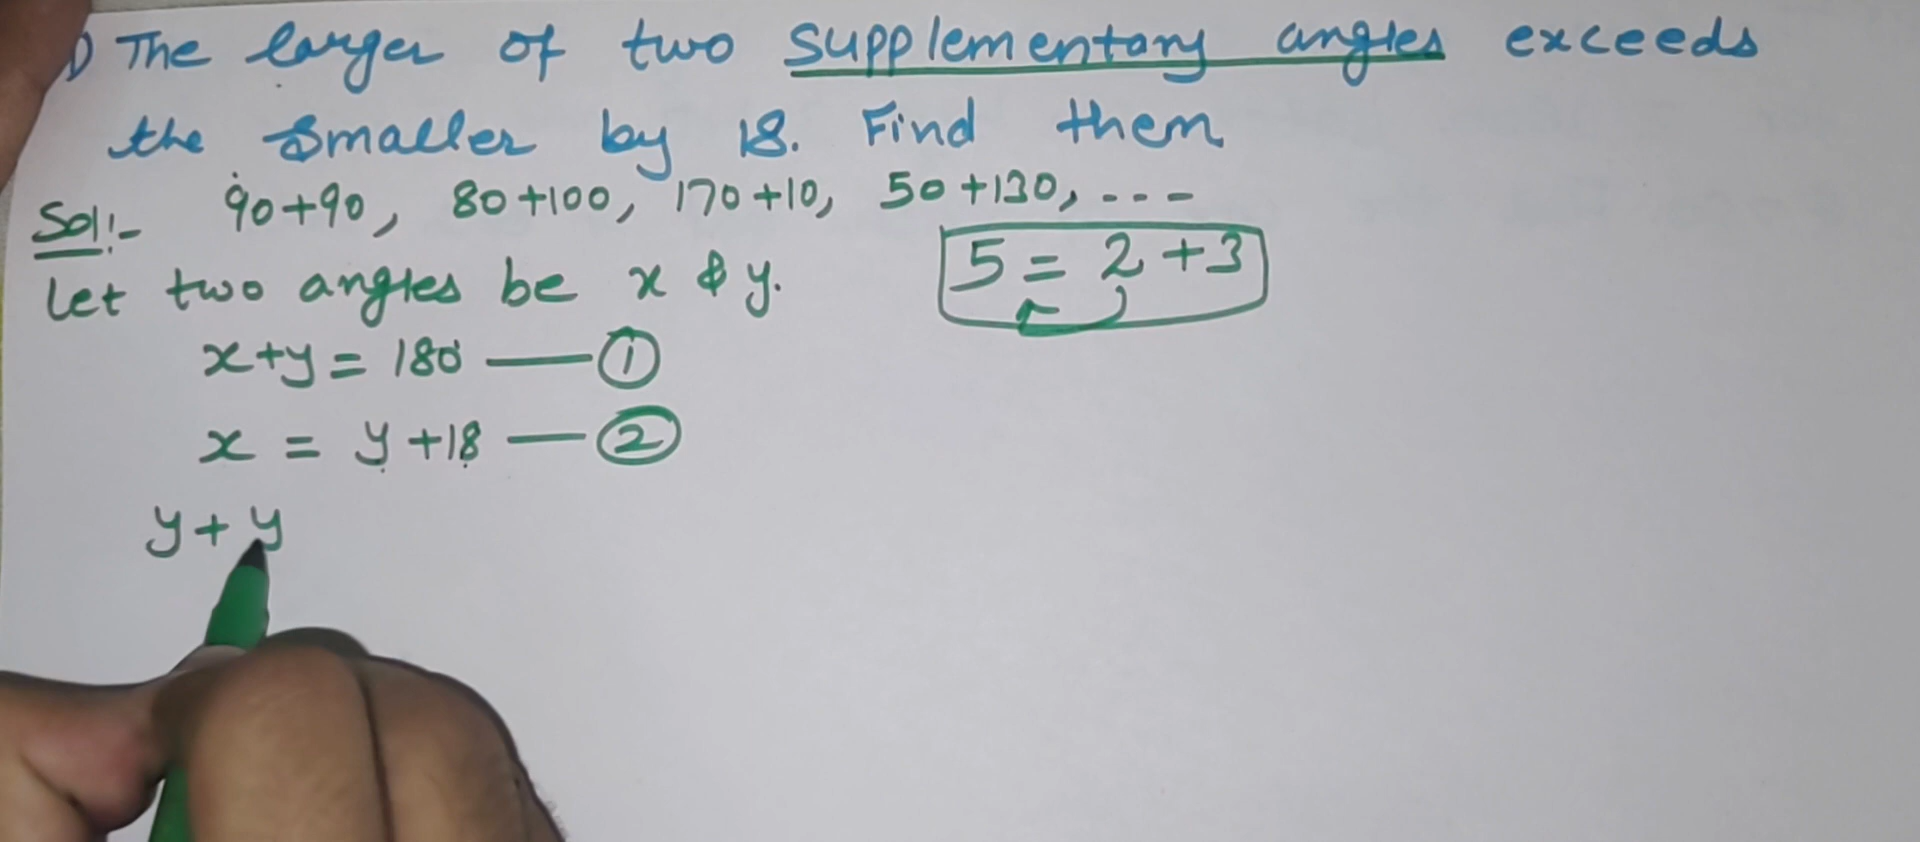 1) The larger of two supplementary angles exceeds
the smaller by 18. Find them
Sol:- 90+90, 80+100, 170+10, 50+130, ---
Let two angles be x & y.
5 = 2 + 3
x+y = 180 — ①
x = y +18 — ②
y + y